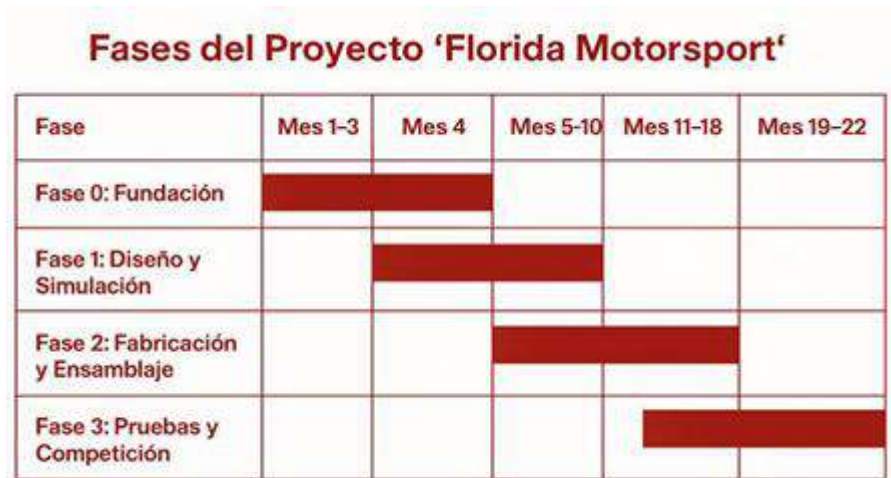 Fases del Proyecto ‘Florida Motorsport‘
Fase Mes 1–3 Mes 4 Mes 5-10 Mes 11–18 Mes 19–22
Fase 0: Fundación
Fase 1: Diseño y
Simulación
Fase 2: Fabricación
y Ensamblaje
Fase 3: Pruebas y
Competición